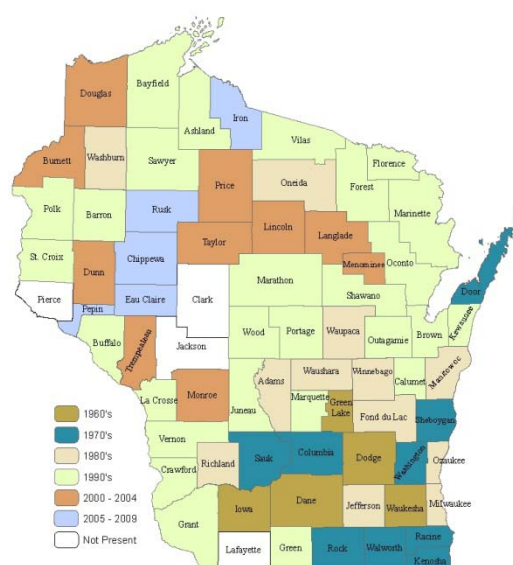 Bayfield
Douglas
Ashland
Iron
Vilas
Burnett
Washburn
Sawyer
Florence
Oneida
Forest
Price
Marinette
Polk
Barron
Rusk
Lincoln
Langlade
Taylor
Oconto
Menominee
St. Croix
Dunn
Chippewa
Marathon
Shawano
Door
Pierce
Clark
Pepin
Eau Claire
Kewaunee
Buffalo
Trempealeau
Wood
Portage
Waupaca
Outagamie
Brown
Jackson
Manitowoc
Waushara
Winnebago
Adams
Calumet
La Crosse
Monroe
Juneau
Marquette
Green
Lake
Fond du Lac
Sheboygan
Vernon
Sauk
Columbia
Dodge
Washington
Richland
Ozaukee
Crawford
Dane
Iowa
Jefferson
Waukesha
Milwaukee
Grant
Lafayette
Green
Rock
Walworth
Racine
Kenosha
1960's
1970's
1980's
1990's
2000 - 2004
2005 - 2009
Not Present